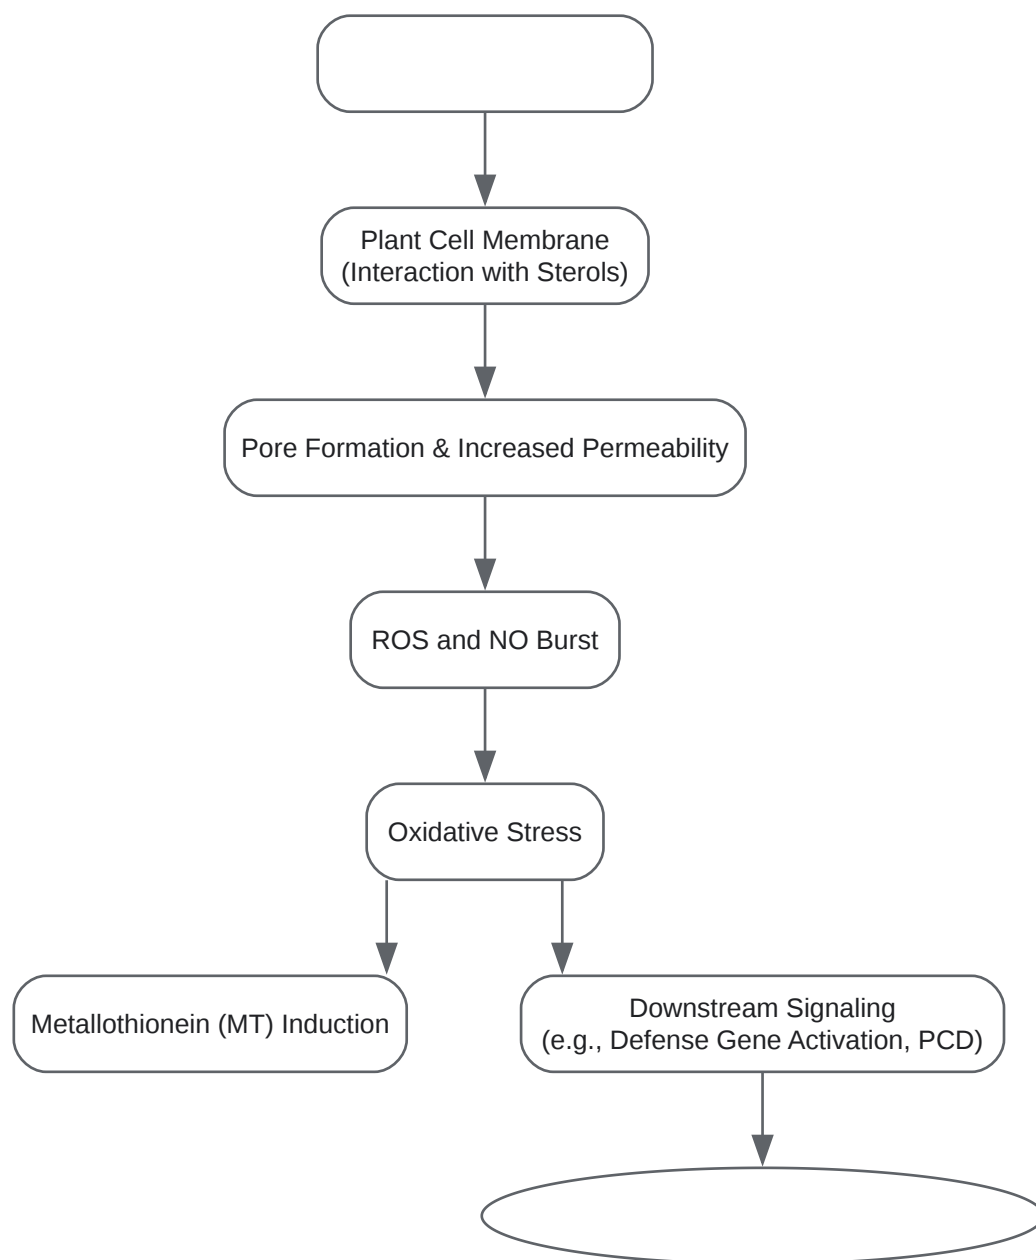 Plant Cell Membrane
(Interaction with Sterols)
Pore Formation & Increased Permeability
ROS and NO Burst
Oxidative Stress
Metallothionein (MT) Induction
Downstream Signaling
(e.g., Defense Gene Activation, PCD)